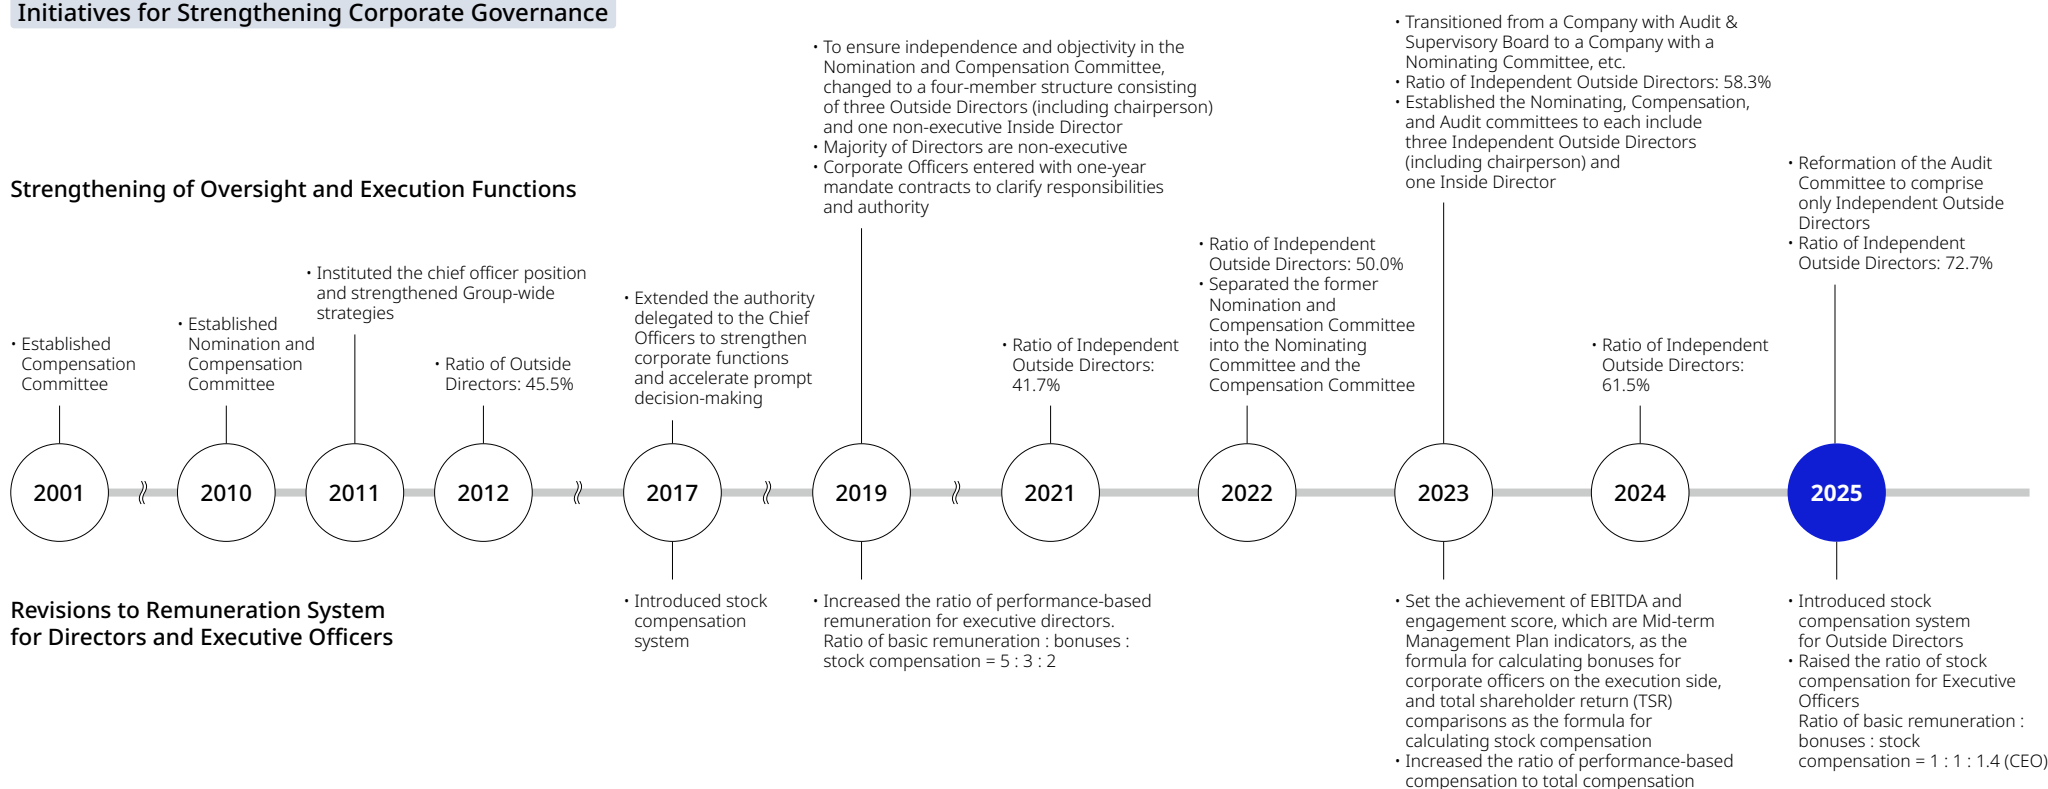 Initiatives for Strengthening Corporate Governance
Strengthening of Oversight and Execution Functions
• Established
Compensation
Committee
• Established
Nomination and
Compensation
Committee
• Instituted the chief officer position
and strengthened Group-wide
strategies
• Ratio of Outside
Directors: 45.5%
• Extended the authority
delegated to the Chief
Officers to strengthen
corporate functions
and accelerate prompt
decision-making
• To ensure independence and objectivity in the
Nomination and Compensation Committee,
changed to a four-member structure consisting
of three Outside Directors (including chairperson)
and one non-executive Inside Director
• Majority of Directors are non-executive
• Corporate Officers entered with one-year
mandate contracts to clarify responsibilities
and authority
• Ratio of Independent
Outside Directors:
41.7%
• Ratio of Independent
Outside Directors: 50.0%
• Separated the former
Nomination and
Compensation Committee
into the Nominating
Committee and the
Compensation Committee
• Transitioned from a Company with Audit &
Supervisory Board to a Company with a
Nominating Committee, etc.
• Ratio of Independent Outside Directors: 58.3%
• Established the Nominating, Compensation,
and Audit committees to each include
three Independent Outside Directors
(including chairperson) and
one Inside Director
• Ratio of Independent
Outside Directors:
61.5%
• Reformation of the Audit
Committee to comprise
only Independent Outside
Directors
• Ratio of Independent
Outside Directors: 72.7%
2001
2010
2011
2012
2017
2019
2021
2022
2023
2024
2025
Revisions to Remuneration System
for Directors and Executive Officers
• Introduced stock
compensation
system
• Increased the ratio of performance-based
remuneration for executive directors.
Ratio of basic remuneration : bonuses :
stock compensation = 5 : 3 : 2
• Set the achievement of EBITDA and
engagement score, which are Mid-term
Management Plan indicators, as the
formula for calculating bonuses for
corporate officers on the execution side,
and total shareholder return (TSR)
comparisons as the formula for
calculating stock compensation
• Increased the ratio of performance-based
compensation to total compensation
• Introduced stock
compensation system
for Outside Directors
• Raised the ratio of stock
compensation for Executive
Officers
Ratio of basic remuneration :
bonuses : stock
compensation = 1 : 1 : 1.4 (CEO)